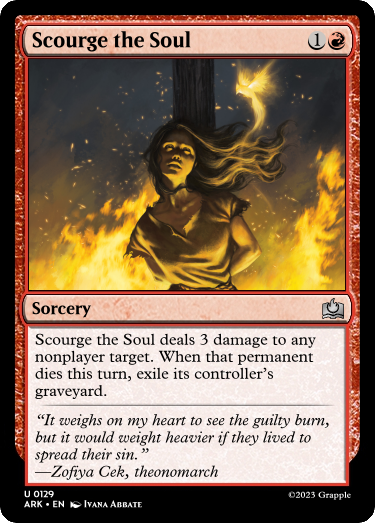 Scourge the Soul 1
Sorcery
Scourge the Soul deals 3 damage to any
nonplayer target. When that permanent
dies this turn, exile its controller's
graveyard.
“It weighs on my heart to see the guilty burn,
but it would weight heavier if they lived to
spread their sin.”
—Zofiya Cek, theonomarch
U 0129
ARK • EN Ivana Abbate
©2023 Grapple